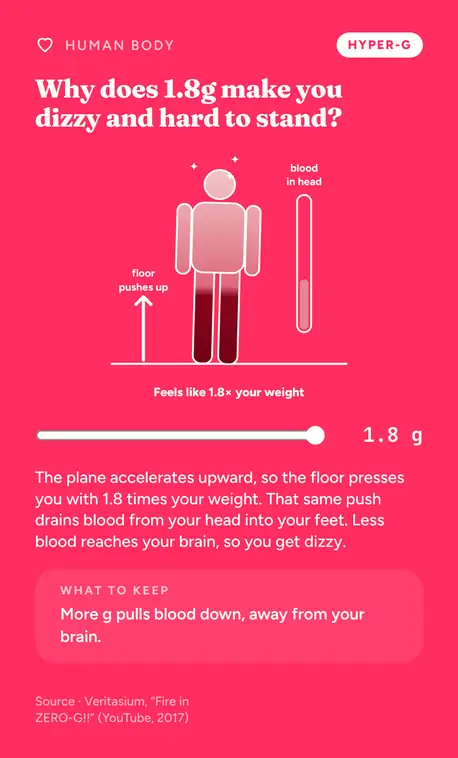 HUMAN BODY
HYPER-G
Why does 1.8g make you
dizzy and hard to stand?
blood
in head
floor
pushes up
Feels like 1.8× your weight
1.8 g
The plane accelerates upward, so the floor presses
you with 1.8 times your weight. That same push
drains blood from your head into your feet. Less
blood reaches your brain, so you get dizzy.
WHAT TO KEEP
More g pulls blood down, away from your
brain.
Source · Veritasium, “Fire in
ZERO-G!!” (YouTube, 2017)